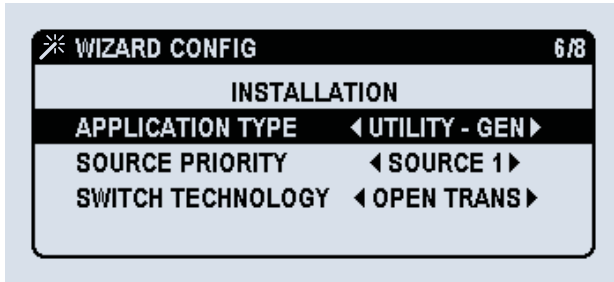 WIZARD CONFIG 6/8
INSTALLATION
APPLICATION TYPE UTILITY - GEN
SOURCE PRIORITY SOURCE 1
SWITCH TECHNOLOGY OPEN TRANS